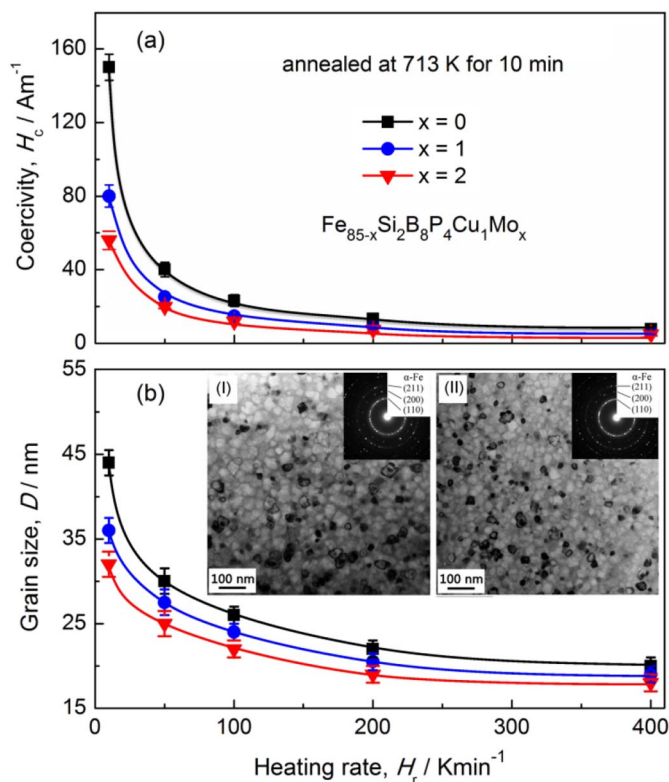 (a)
annealed at 713 K for 10 min
x = 0
x = 1
x = 2
Fe₈₅₋ₓSi₂B₈P₄Cu₁Moₓ
Coercivity, H_c / Am⁻¹
160
120
80
40
0
(b)
(I)
α-Fe
(211)
(200)
(110)
100 nm
(II)
α-Fe
(211)
(200)
(110)
100 nm
Grain size, D / nm
55
45
35
25
15
0
100
200
300
400
Heating rate, H_r / Kmin⁻¹